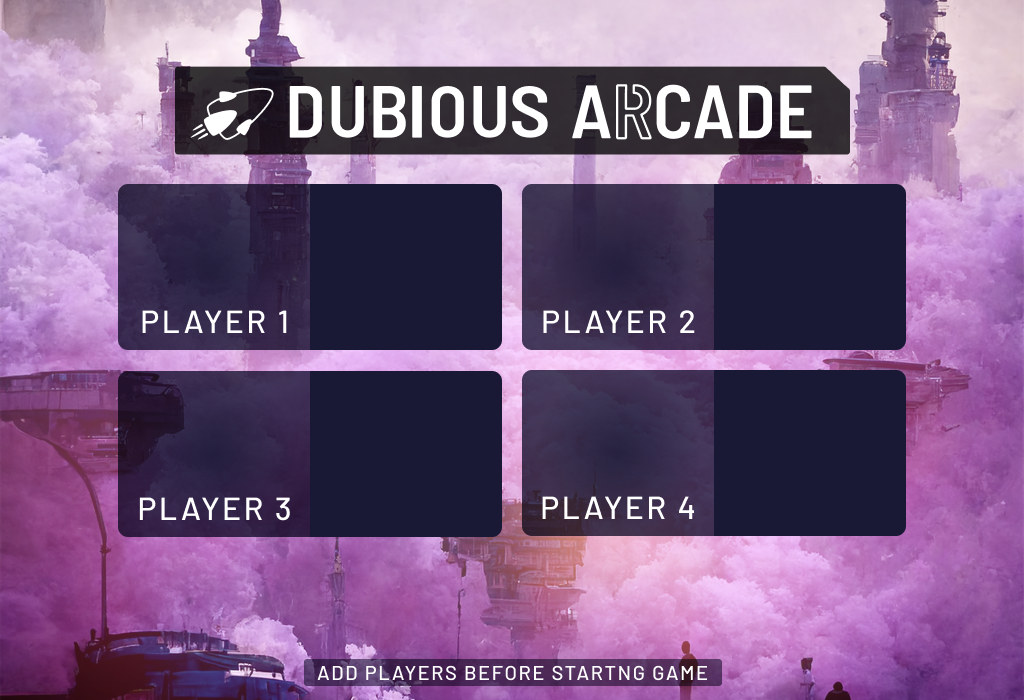 DUBIOUS ARCADE
PLAYER 1
PLAYER 2
PLAYER 3
PLAYER 4
ADD PLAYERS BEFORE STARTNG GAME